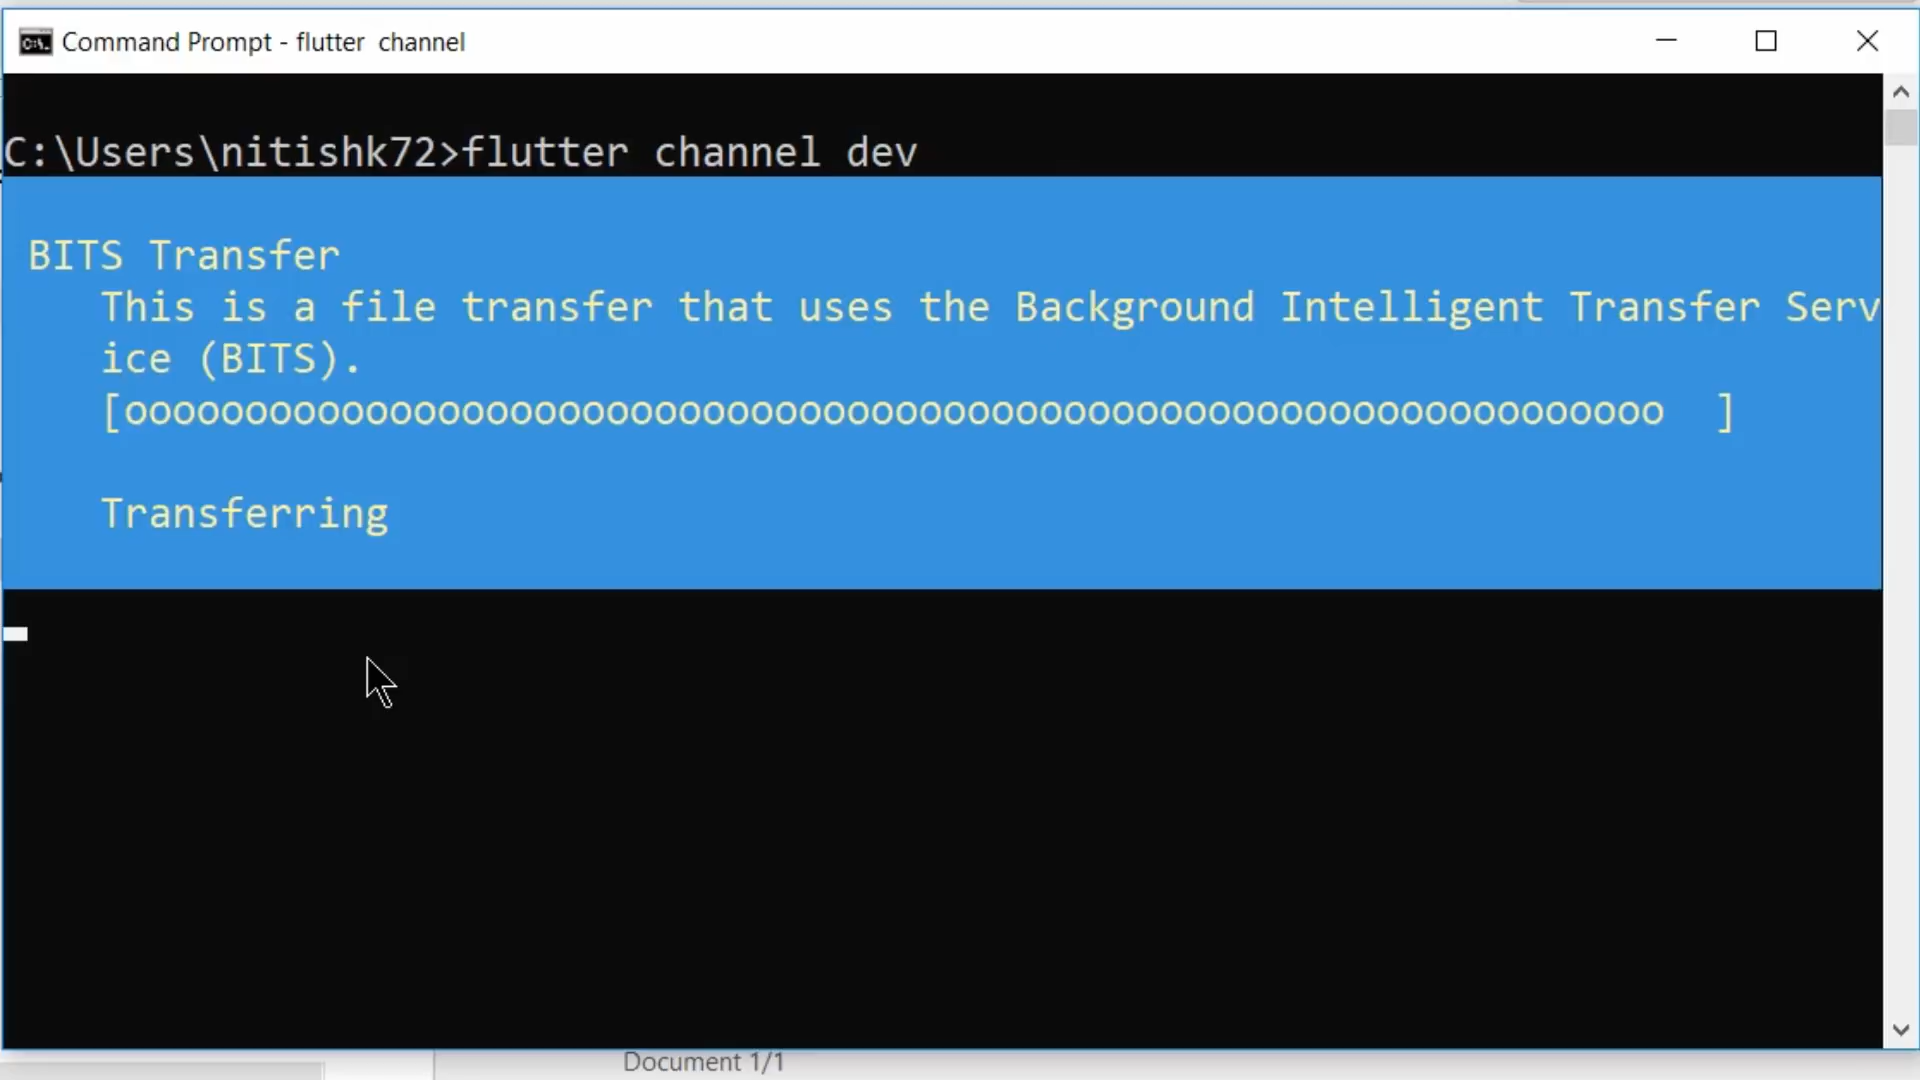 Command Prompt - flutter  channel
C:\Users\nitishk72>flutter channel dev
BITS Transfer
This is a file transfer that uses the Background Intelligent Transfer Serv
ice (BITS).
[oooooooooooooooooooooooooooooooooooooooooooooooooooooooooooooooo  ]
Transferring
Document 1/1